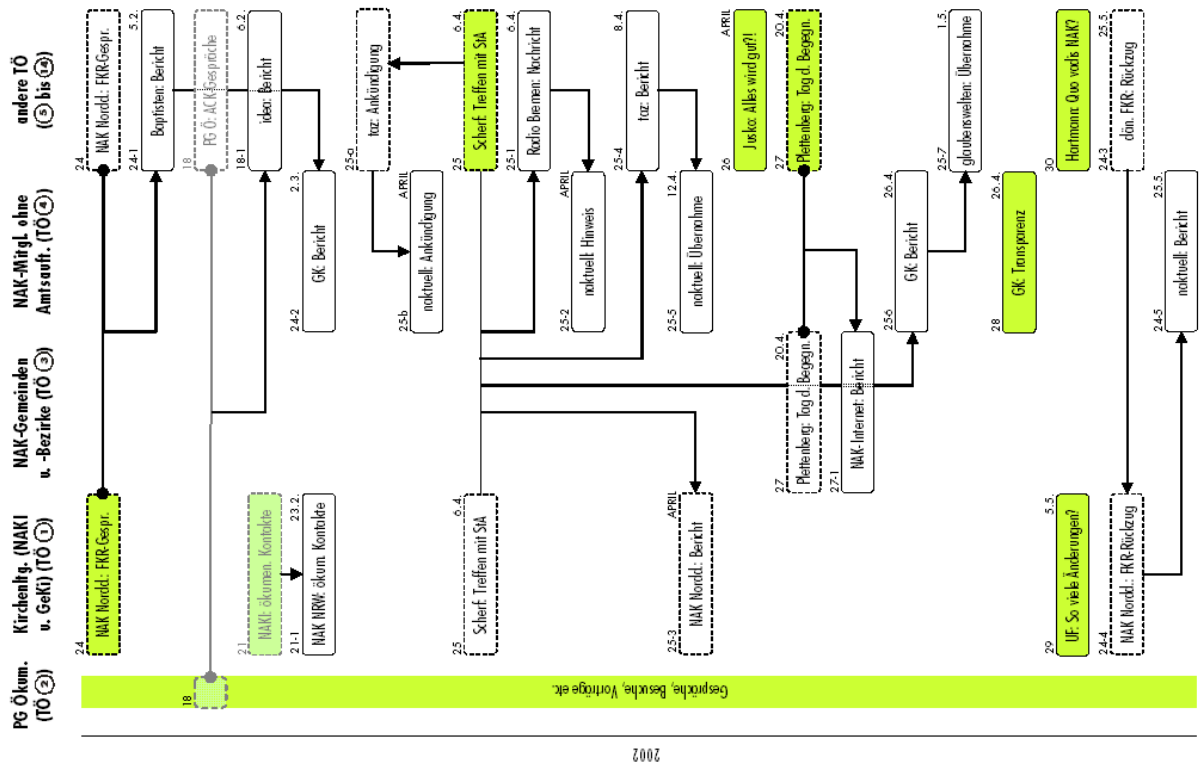 andere TÖ
(⑤ bis ⑭)
NAK-Mitgl. ohne
Amtsauft. (TÖ ④)
NAK-Gemeinden
u. -Bezirke (TÖ ③)
Kirchenltg. (NAKI
u. GeKi) (TÖ ①)
PG Ökum.
(TÖ ②)
24
NAK Nordd.: FKR-Gespr.
24-1
5.2.
Baptisten: Bericht
18
PG Ö: ACK-Gespräche
18-1
6.2.
idea: Bericht
25-a
taz: Ankündigung
25
6.4.
Scherf: Treffen mit StA
25-1
6.4.
Radio Bremen: Nachricht
25-4
8.4.
taz: Bericht
26
APRIL
Jusko: Alles wird gut?!
27
20.4.
Plettenberg: Tag d. Begegn.
25-7
1.5.
glaubenswelten: Übernahme
30
Hartmann: Quo vadis NAK?
24-3
25.5.
dän. FKR: Rückzug
24-2
2.3.
GK: Bericht
25-b
APRIL
naktuell: Ankündigung
25-2
APRIL
naktuell: Hinweis
25-5
12.4.
naktuell: Übernahme
25-6
26.4.
GK: Bericht
28
26.4.
GK: Transparenz
24-5
25.5.
naktuell: Bericht
27
20.4.
Plettenberg: Tag d. Begegn.
27-1
NAK-Internet: Bericht
24
NAK Nordd.: FKR-Gespr.
21
NAKI: ökumen. Kontakte
21-1
23.2.
NAK NRW: ökum. Kontakte
25
6.4.
Scherf: Treffen mit StA
25-3
APRIL
NAK Nordd.: Bericht
29
5.5.
UF: So viele Änderungen?
24-4
NAK Nordd.: FKR-Rückzug
18
Gespräche, Besuche, Vorträge etc.
2002